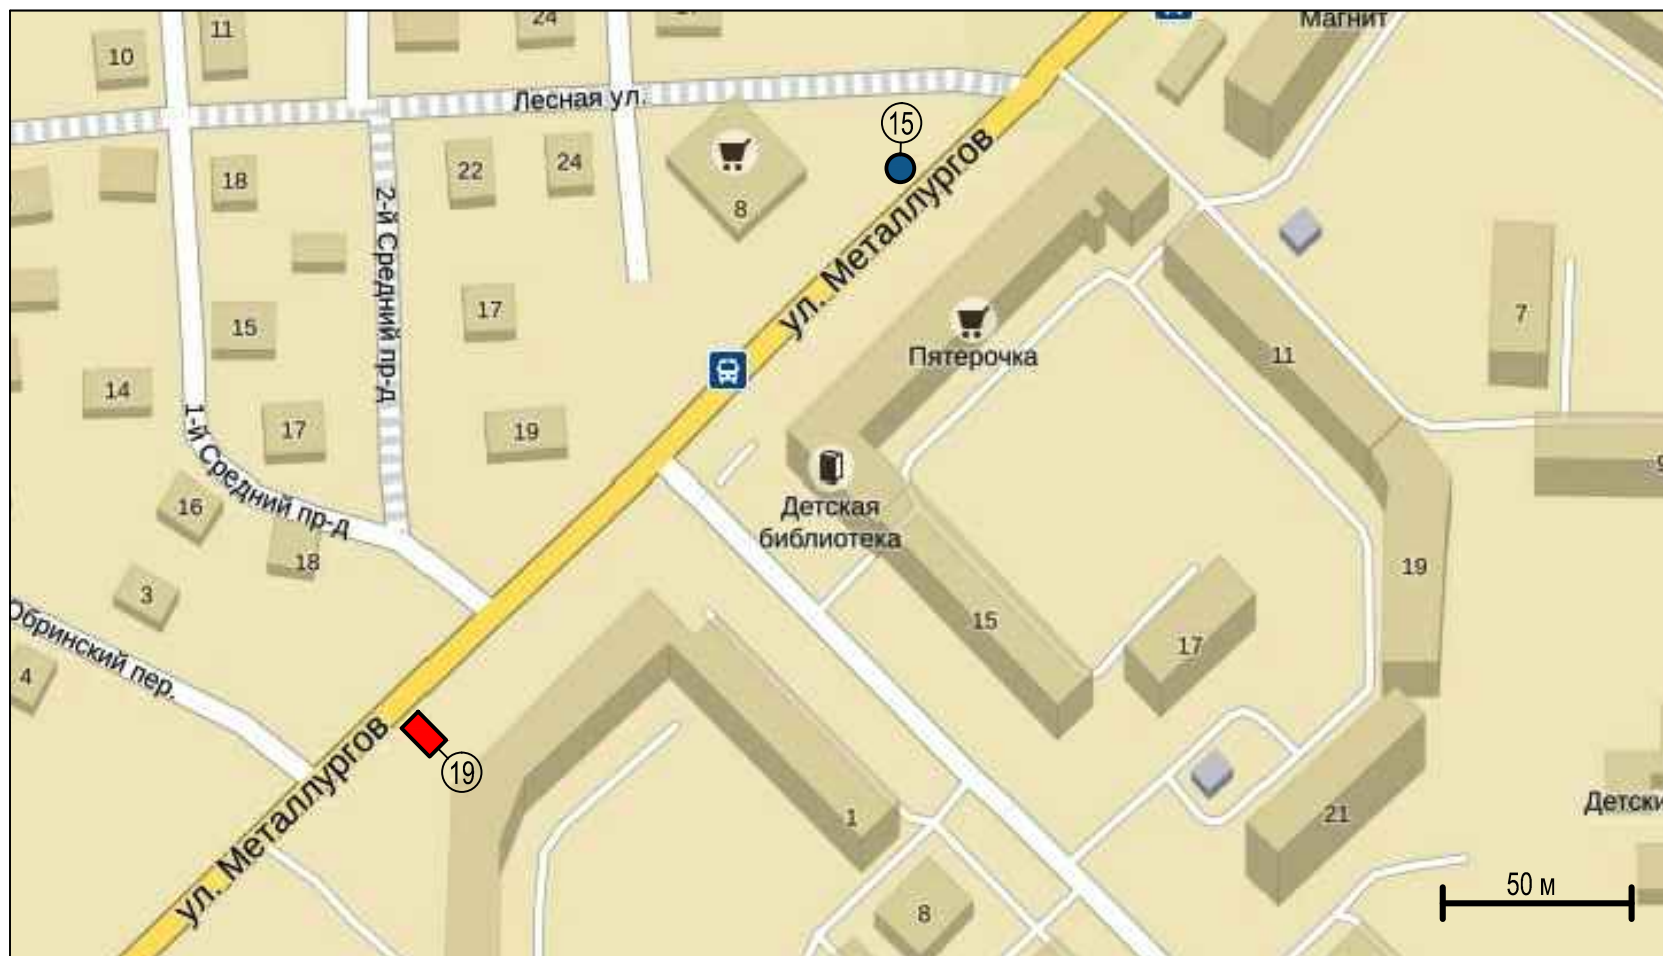 11
24
Магнит
10
Лесная ул.
15
22
24
18
8
2-й Средний пр-д
ул. Металлургов
17
15
7
Пятерочка
11
14
1-й Средний пр-д
17
19
Детская
библиотека
16
18
19
3
15
17
Обринский пер.
4
ул. Металлургов
19
1
21
Детски
50 м
8